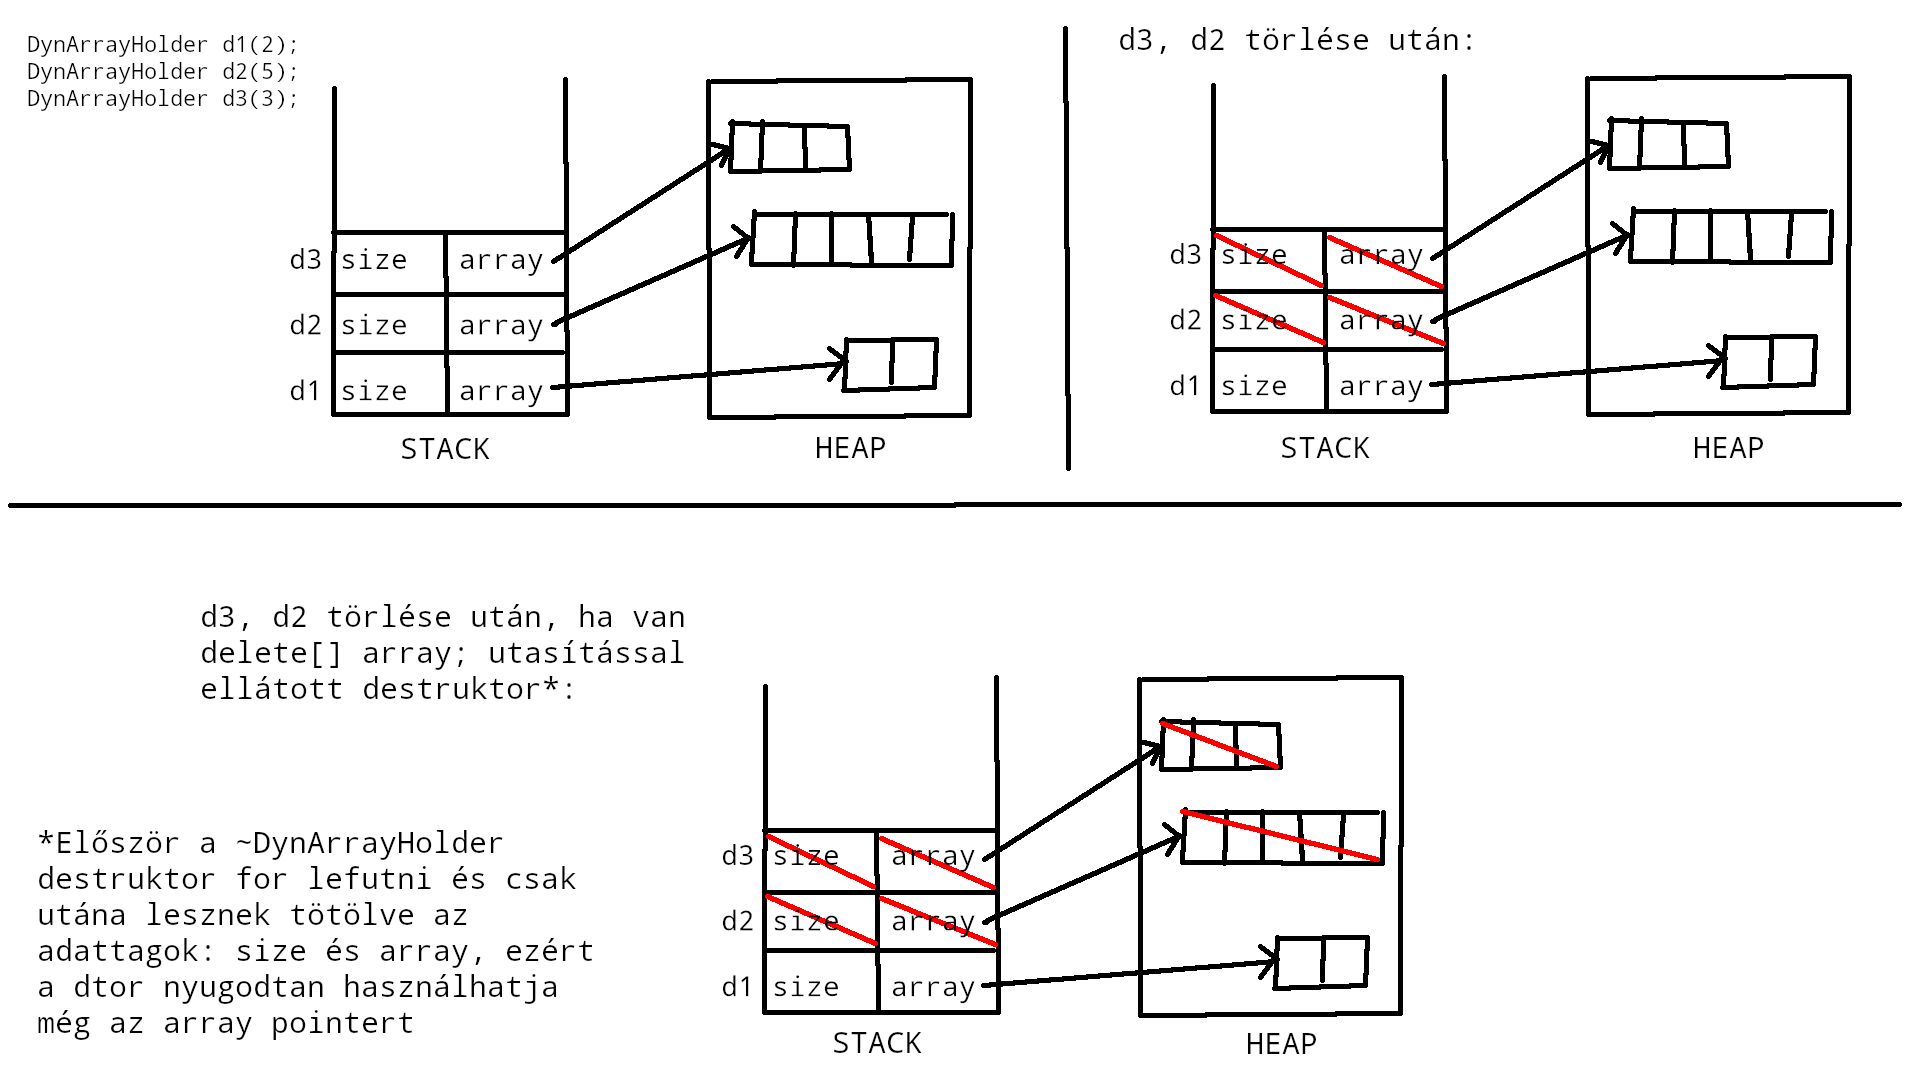 DynArrayHolder d1(2);
DynArrayHolder d2(5);
DynArrayHolder d3(3);
d3 size array
d2 size array
d1 size array
STACK HEAP
d3, d2 törlése után:
d3 size array
d2 size array
d1 size array
STACK HEAP
d3, d2 törlése után, ha van
delete[] array; utasítással
ellátott destruktor*:
*Először a ~DynArrayHolder
destruktor for lefutni és csak
utána lesznek tötölve az
adattagok: size és array, ezért
a dtor nyugodtan használhatja
még az array pointert
d3 size array
d2 size array
d1 size array
STACK HEAP